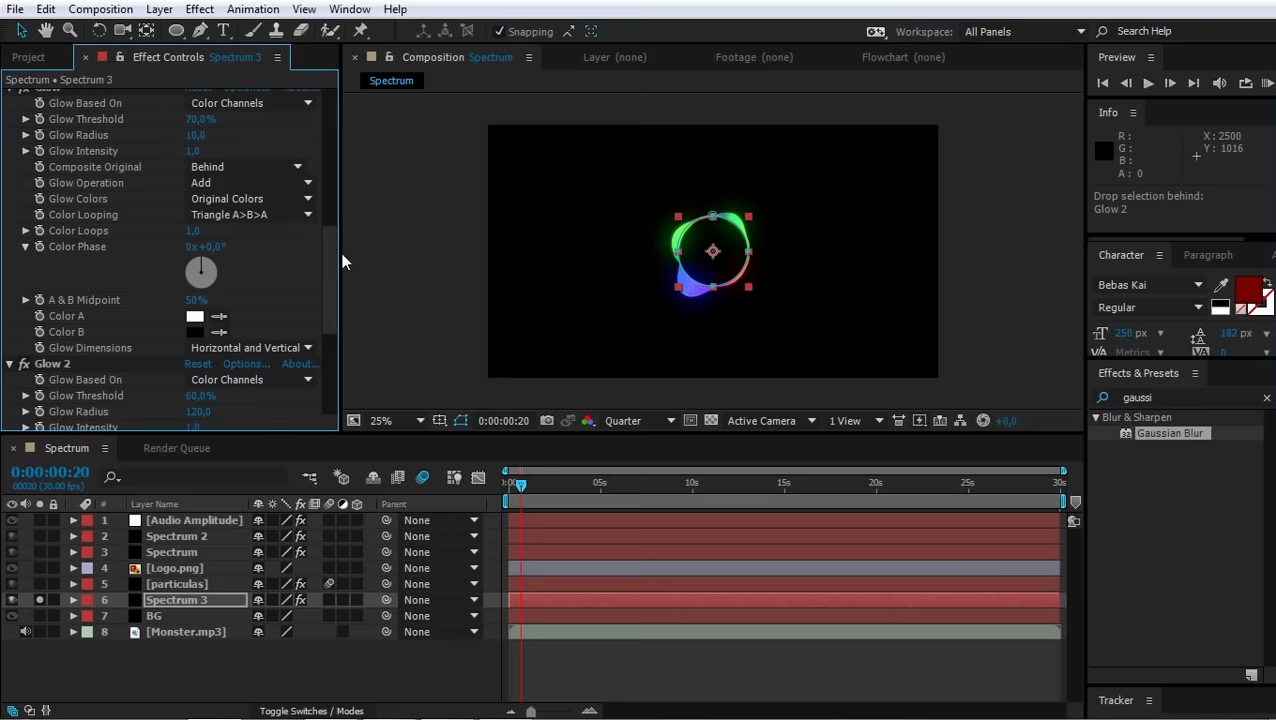 File Edit Composition Layer Effect Animation View Window Help
Snapping
Workspace: All Panels
Search Help
Project
Effect Controls Spectrum 3
Composition Spectrum
Layer (none)
Footage (none)
Flowchart (none)
Preview
Spectrum • Spectrum 3
Spectrum
Glow Based On Color Channels
Glow Threshold 70,0%
Glow Radius 10,0
Glow Intensity 1,0
Composite Original Behind
Glow Operation Add
Glow Colors Original Colors
Color Looping Triangle A>B>A
Color Loops 1,0
Color Phase 0x+0,0°
A & B Midpoint 50%
Color A
Color B
Glow Dimensions Horizontal and Vertical
fx Glow 2 Reset Options... About...
Glow Based On Color Channels
Glow Threshold 60,0%
Glow Radius 120,0
Glow Intensity 1,0
Info
R :
G :
B :
A : 0
X : 2500
Y : 1016
Drop selection behind:
Glow 2
Character
Paragraph
Bebas Kai
Regular
250 px
182 px
Metrics
0
Effects & Presets
gaussi
Blur & Sharpen
Gaussian Blur
Tracker
25%
0:00:00:20
Quarter
Active Camera
1 View
+0,0
Spectrum
Render Queue
0:00:00:20
00020 (30.00 fps)
05s 10s 15s 20s 25s 30s
# Layer Name
Parent
1 [Audio Amplitude] fx None
2 Spectrum 2 fx None
3 Spectrum fx None
4 [Logo.png] None
5 [particulas] fx None
6 Spectrum 3 fx None
7 BG None
8 [Monster.mp3] None
Toggle Switches / Modes